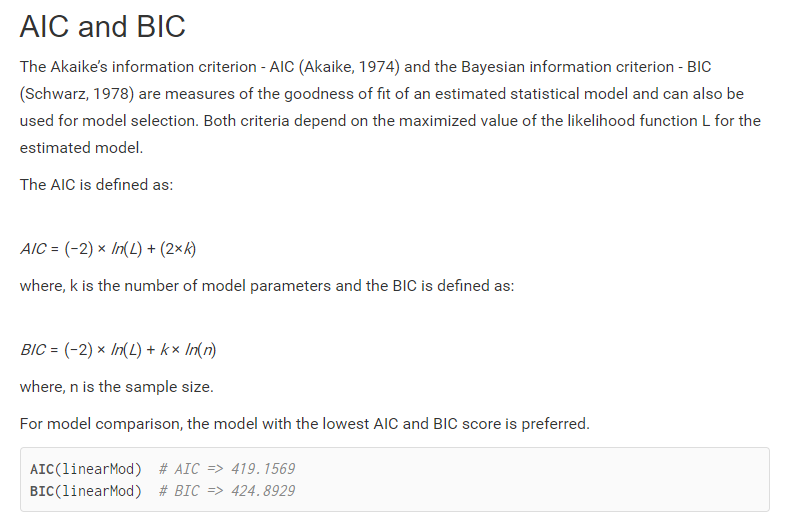 AIC and BIC
The Akaike’s information criterion - AIC (Akaike, 1974) and the Bayesian information criterion - BIC
(Schwarz, 1978) are measures of the goodness of fit of an estimated statistical model and can also be
used for model selection. Both criteria depend on the maximized value of the likelihood function L for the
estimated model.
The AIC is defined as:
AIC = (−2) × ln(L) + (2×k)
where, k is the number of model parameters and the BIC is defined as:
BIC = (−2) × ln(L) + k × ln(n)
where, n is the sample size.
For model comparison, the model with the lowest AIC and BIC score is preferred.
AIC(linearMod)  # AIC => 419.1569
BIC(linearMod)  # BIC => 424.8929